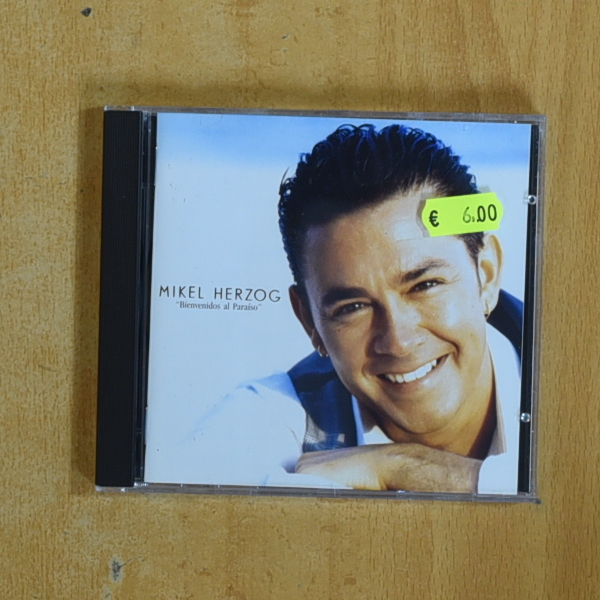 € 6.00
MIKEL HERZOG
"Bienvenidos al Paraíso"